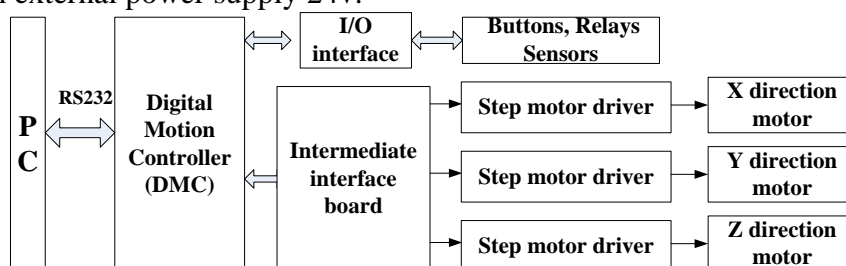 external power supply 24v.
I/O
interface
Buttons, Relays
Sensors
P
C
RS232
Digital
Motion
Controller
(DMC)
Intermediate
interface
board
Step motor driver
X direction
motor
Step motor driver
Y direction
motor
Step motor driver
Z direction
motor